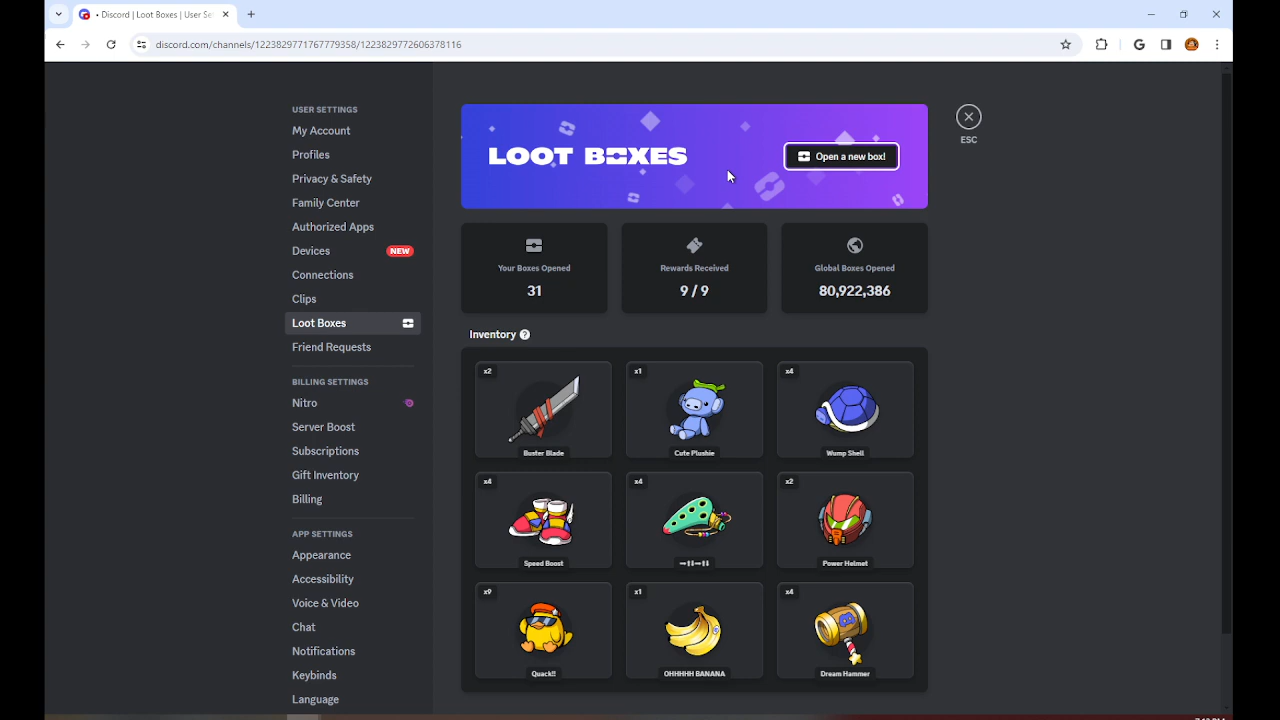 • Discord | Loot Boxes | User Se
discord.com/channels/1223829771767779358/1223829772606378116
USER SETTINGS
My Account
Profiles
Privacy & Safety
Family Center
Authorized Apps
Devices NEW
Connections
Clips
Loot Boxes
Friend Requests
BILLING SETTINGS
Nitro
Server Boost
Subscriptions
Gift Inventory
Billing
APP SETTINGS
Appearance
Accessibility
Voice & Video
Chat
Notifications
Keybinds
Language
LOOT BOXES
Open a new box!
ESC
Your Boxes Opened
31
Rewards Received
9 / 9
Global Boxes Opened
80,922,386
Inventory ?
x2
Buster Blade
x1
Cute Plushie
x4
Wump Shell
x4
Speed Boost
x4
→⇅→⇅
x2
Power Helmet
x9
Quack!!
x1
OHHHHH BANANA
x4
Dream Hammer